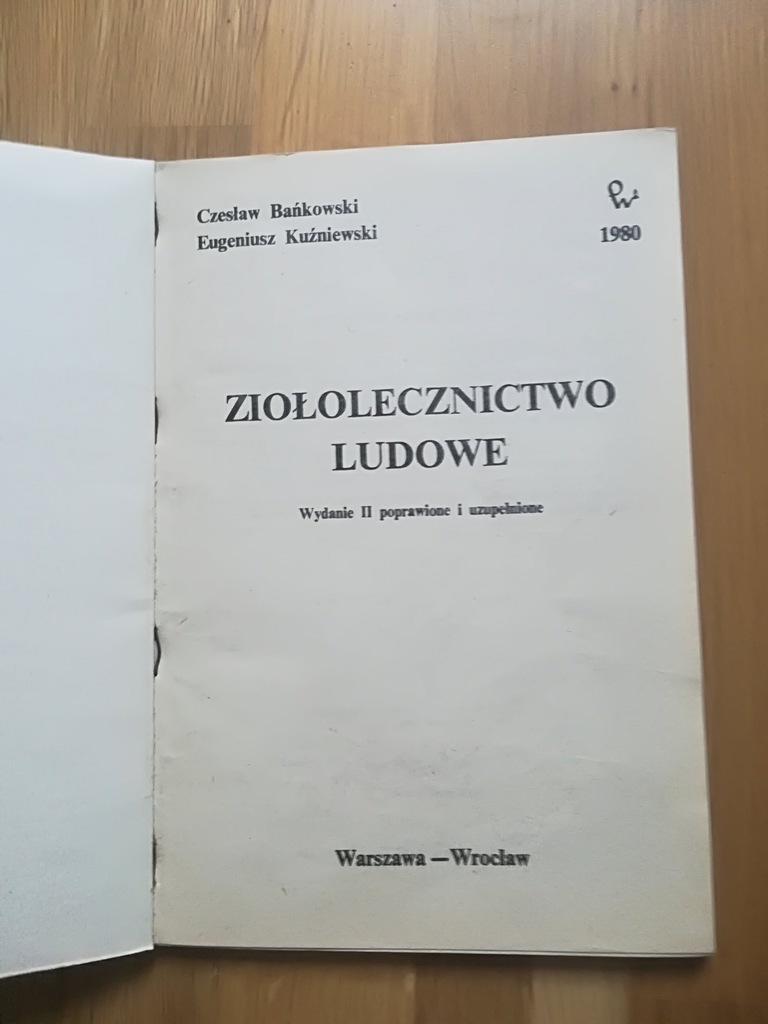 Czesław Bańkowski
Eugeniusz Kuźniewski
1980
ZIOŁOLECZNICTWO
LUDOWE
Wydanie II poprawione i uzupełnione
Warszawa — Wrocław